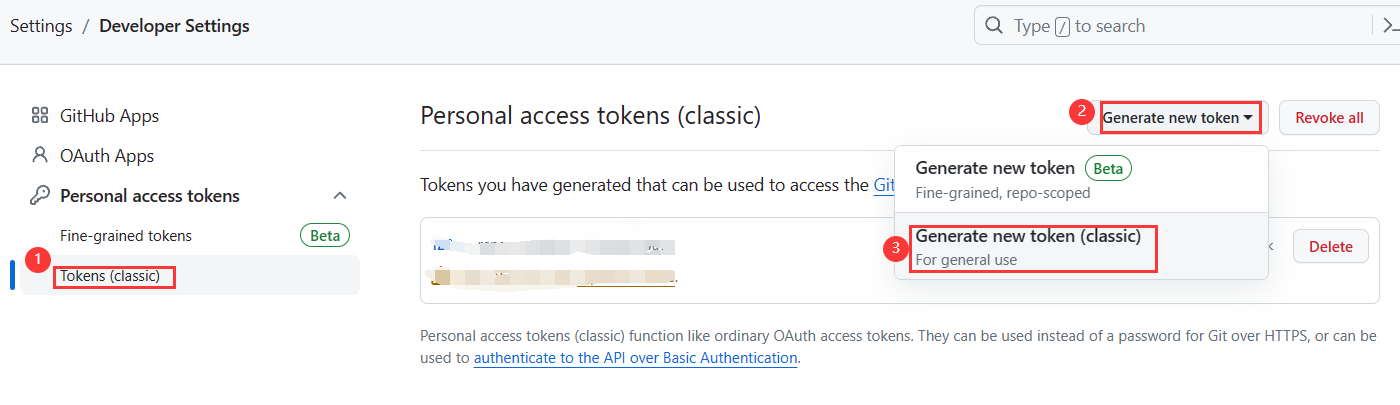 Settings / Developer Settings
Type / to search
GitHub Apps
OAuth Apps
Personal access tokens
Fine-grained tokens Beta
1
Tokens (classic)
Personal access tokens (classic)
2
Generate new token
Revoke all
Generate new token Beta
Fine-grained, repo-scoped
3
Generate new token (classic)
For general use
Tokens you have generated that can be used to access the
Delete
Personal access tokens (classic) function like ordinary OAuth access tokens. They can be used instead of a password for Git over HTTPS, or can be
used to authenticate to the API over Basic Authentication.